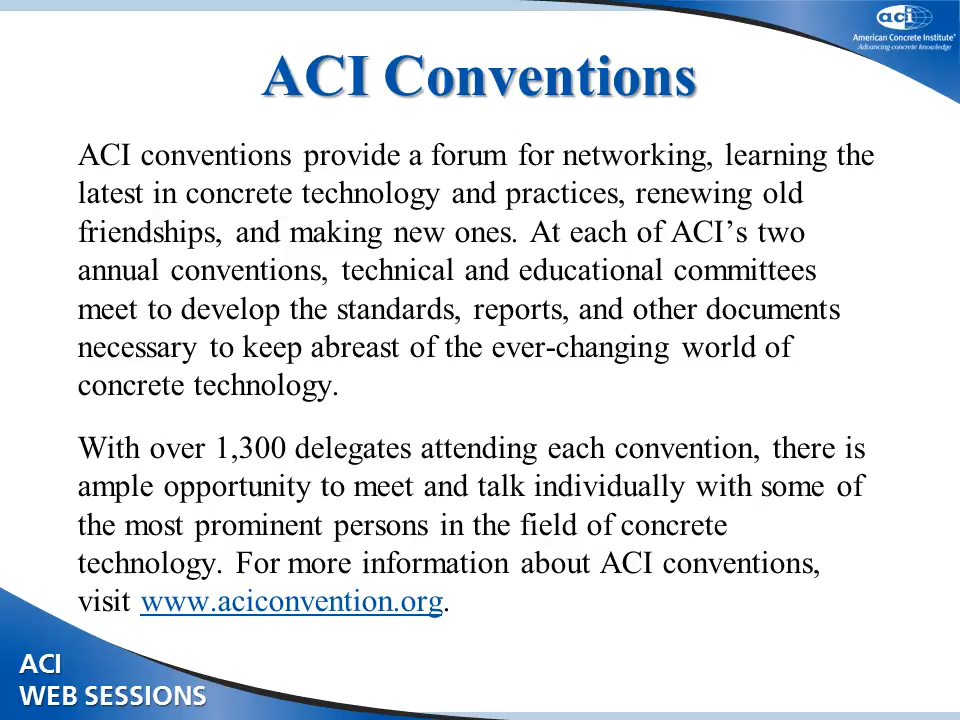 aci
American Concrete Institute®
Advancing concrete knowledge
ACI Conventions
ACI conventions provide a forum for networking, learning the
latest in concrete technology and practices, renewing old
friendships, and making new ones. At each of ACI’s two
annual conventions, technical and educational committees
meet to develop the standards, reports, and other documents
necessary to keep abreast of the ever-changing world of
concrete technology.
With over 1,300 delegates attending each convention, there is
ample opportunity to meet and talk individually with some of
the most prominent persons in the field of concrete
technology. For more information about ACI conventions,
visit www.aciconvention.org.
ACI
WEB SESSIONS